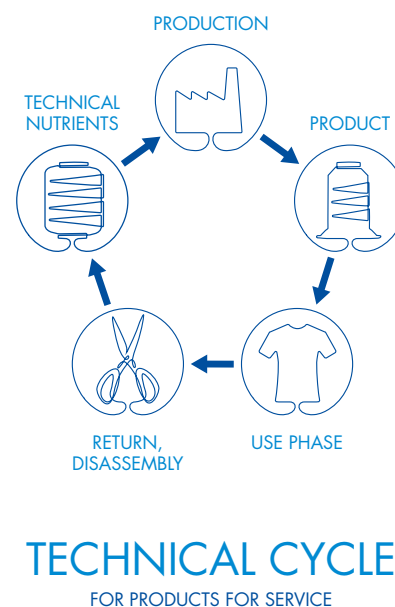 PRODUCTION
TECHNICAL
NUTRIENTS
PRODUCT
RETURN,
DISASSEMBLY
USE PHASE
TECHNICAL CYCLE
FOR PRODUCTS FOR SERVICE